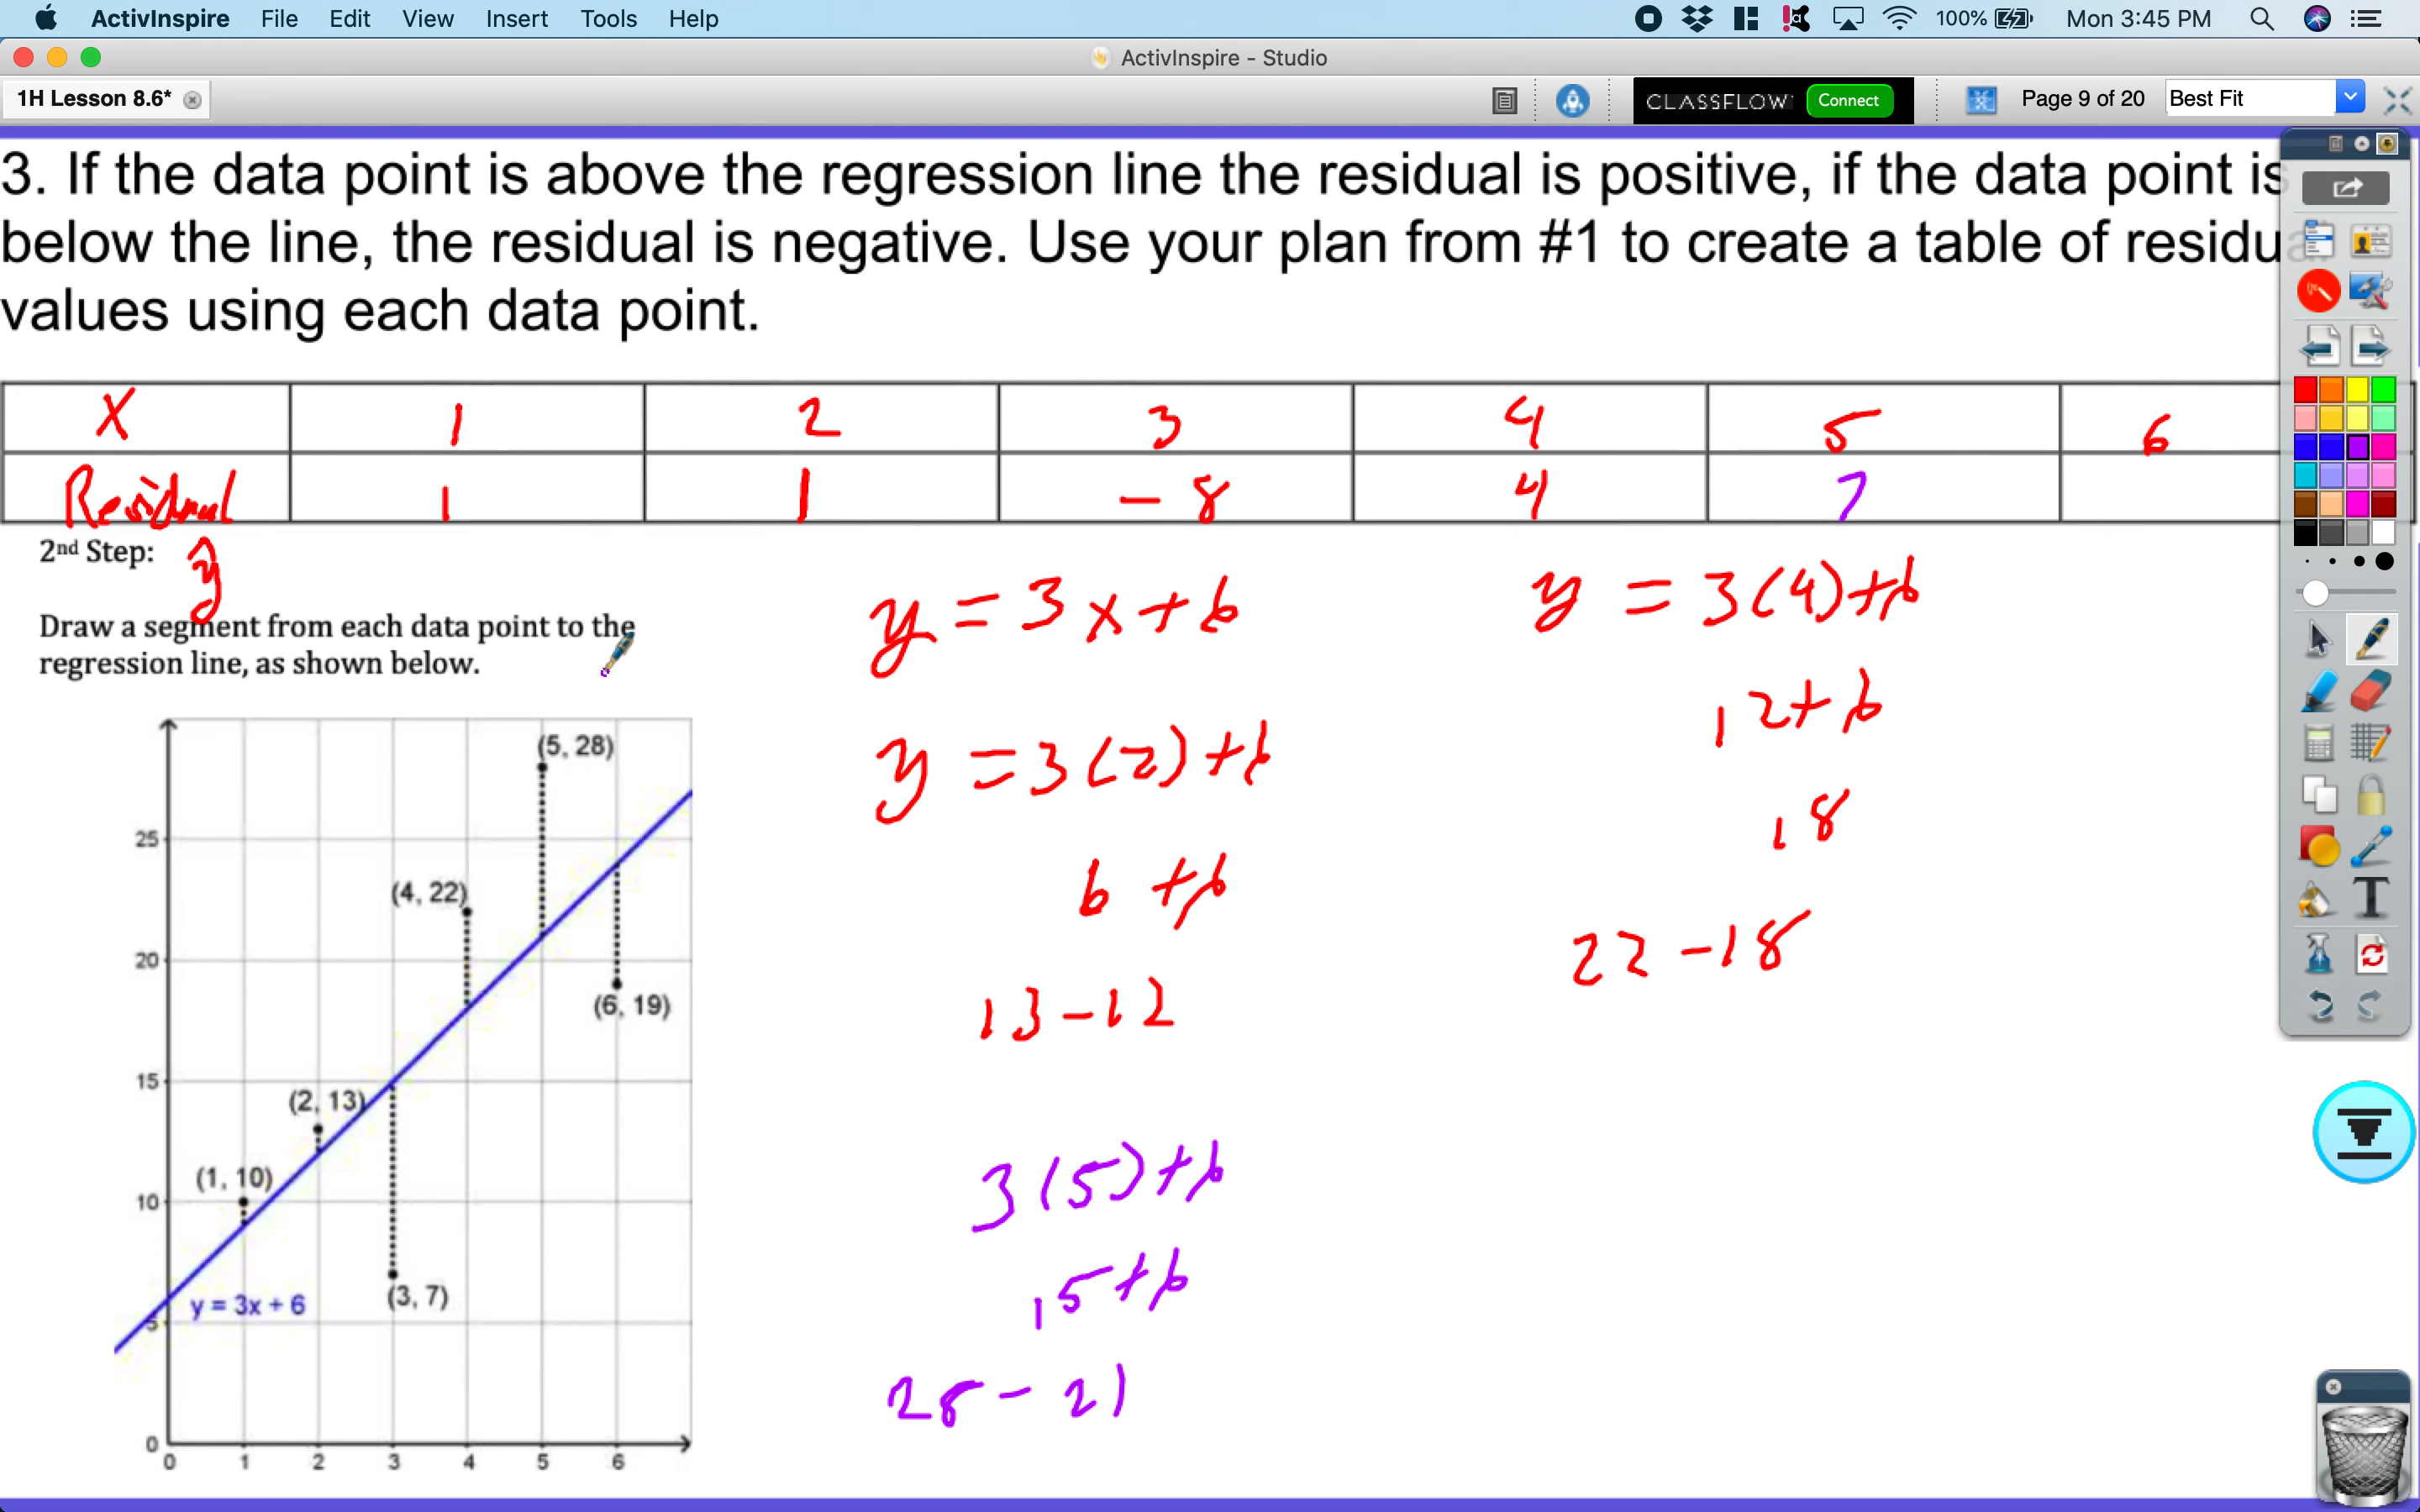 ActivInspire File Edit View Insert Tools Help 100% Mon 3:45 PM
ActivInspire - Studio
1H Lesson 8.6* CLASSFLOW Connect Page 9 of 20 Best Fit
3. If the data point is above the regression line the residual is positive, if the data point is
below the line, the residual is negative. Use your plan from #1 to create a table of residu
values using each data point.
X 1 2 3 4 5 6
Residual 1 1 -8 4 7
2nd Step: ŷ
Draw a segment from each data point to the
regression line, as shown below.
y = 3x+6
y = 3(2)+6
6 +6
13-12
3(5)+6
15+6
28-21
y = 3(4)+6
12+6
18
22-18
(5, 28)
25
(4, 22)
20
(6, 19)
15
(2, 13)
(1, 10)
10
(3, 7)
y = 3x + 6
5
0
0 1 2 3 4 5 6
T